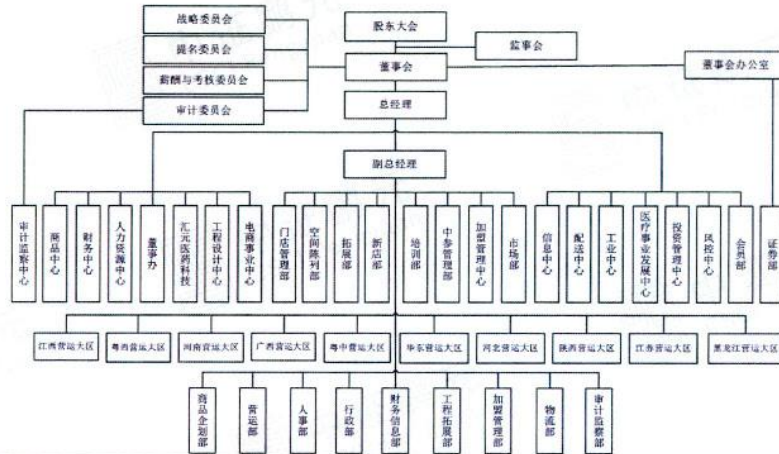 战略委员会
提名委员会
薪酬与考核委员会
审计委员会
股东大会
监事会
董事会
董事会办公室
总经理
副总经理
审计监察中心
商品中心
财务中心
人力资源中心
董事办
汇元医药科技
工程设计中心
电商事业中心
门店管理部
空间陈列部
拓展部
新店部
培训部
中参管理部
加盟管理中心
市场部
信息中心
配送中心
工业中心
医疗事业发展中心
投资管理中心
风控中心
会员部
证券部
江西营运大区
粤西营运大区
河南营运大区
广西营运大区
粤中营运大区
华东营运大区
河北营运大区
陕西营运大区
江苏营运大区
黑龙江营运大区
商品企划部
营运部
人事部
行政部
财务信息部
工程拓展部
加盟管理部
物流部
审计监察部